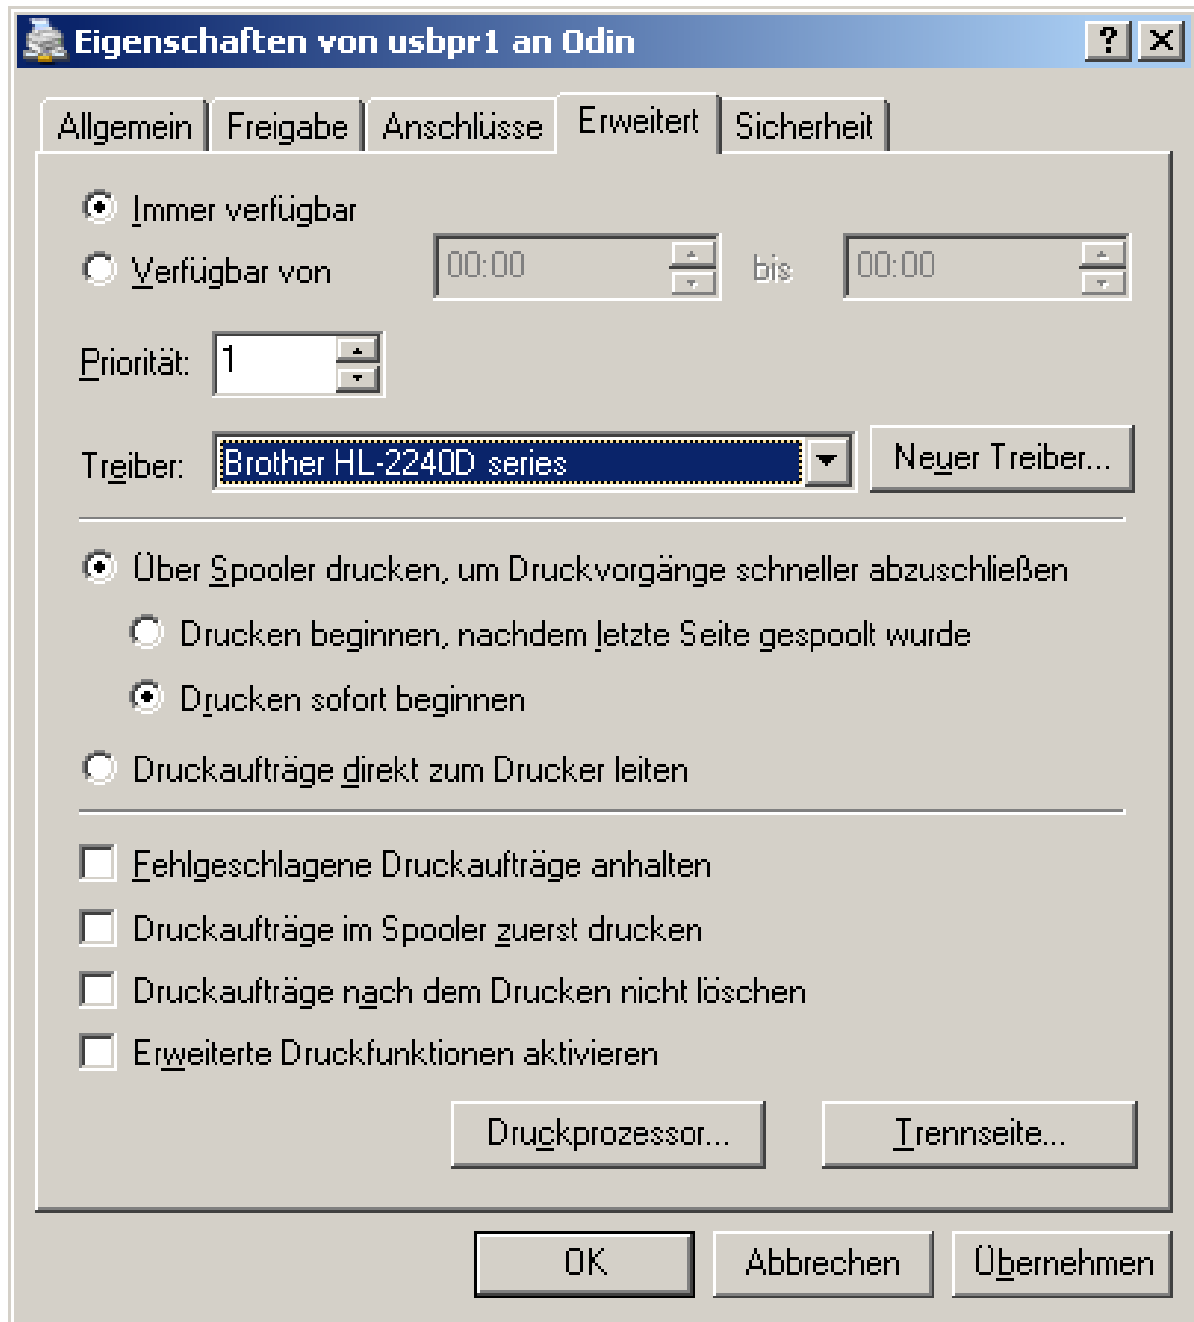 Eigenschaften von usbpr1 an Odin
Allgemein Freigabe Anschlüsse Erweitert Sicherheit
Immer verfügbar
Verfügbar von 00:00 bis 00:00
Priorität: 1
Treiber: Brother HL-2240D series Neuer Treiber...
Über Spooler drucken, um Druckvorgänge schneller abzuschließen
Drucken beginnen, nachdem letzte Seite gespoolt wurde
Drucken sofort beginnen
Druckaufträge direkt zum Drucker leiten
Fehlgeschlagene Druckaufträge anhalten
Druckaufträge im Spooler zuerst drucken
Druckaufträge nach dem Drucken nicht löschen
Erweiterte Druckfunktionen aktivieren
Druckprozessor... Trennseite...
OK Abbrechen Übernehmen